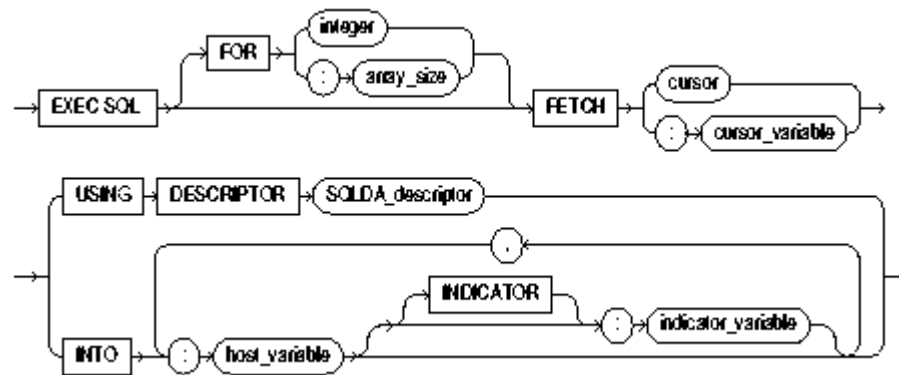 integer
FOR
: array_size
EXEC SQL FETCH cursor
: cursor_variable
USING DESCRIPTOR SQLDA_descriptor
,
INDICATOR
: indicator_variable
INTO : host_variable